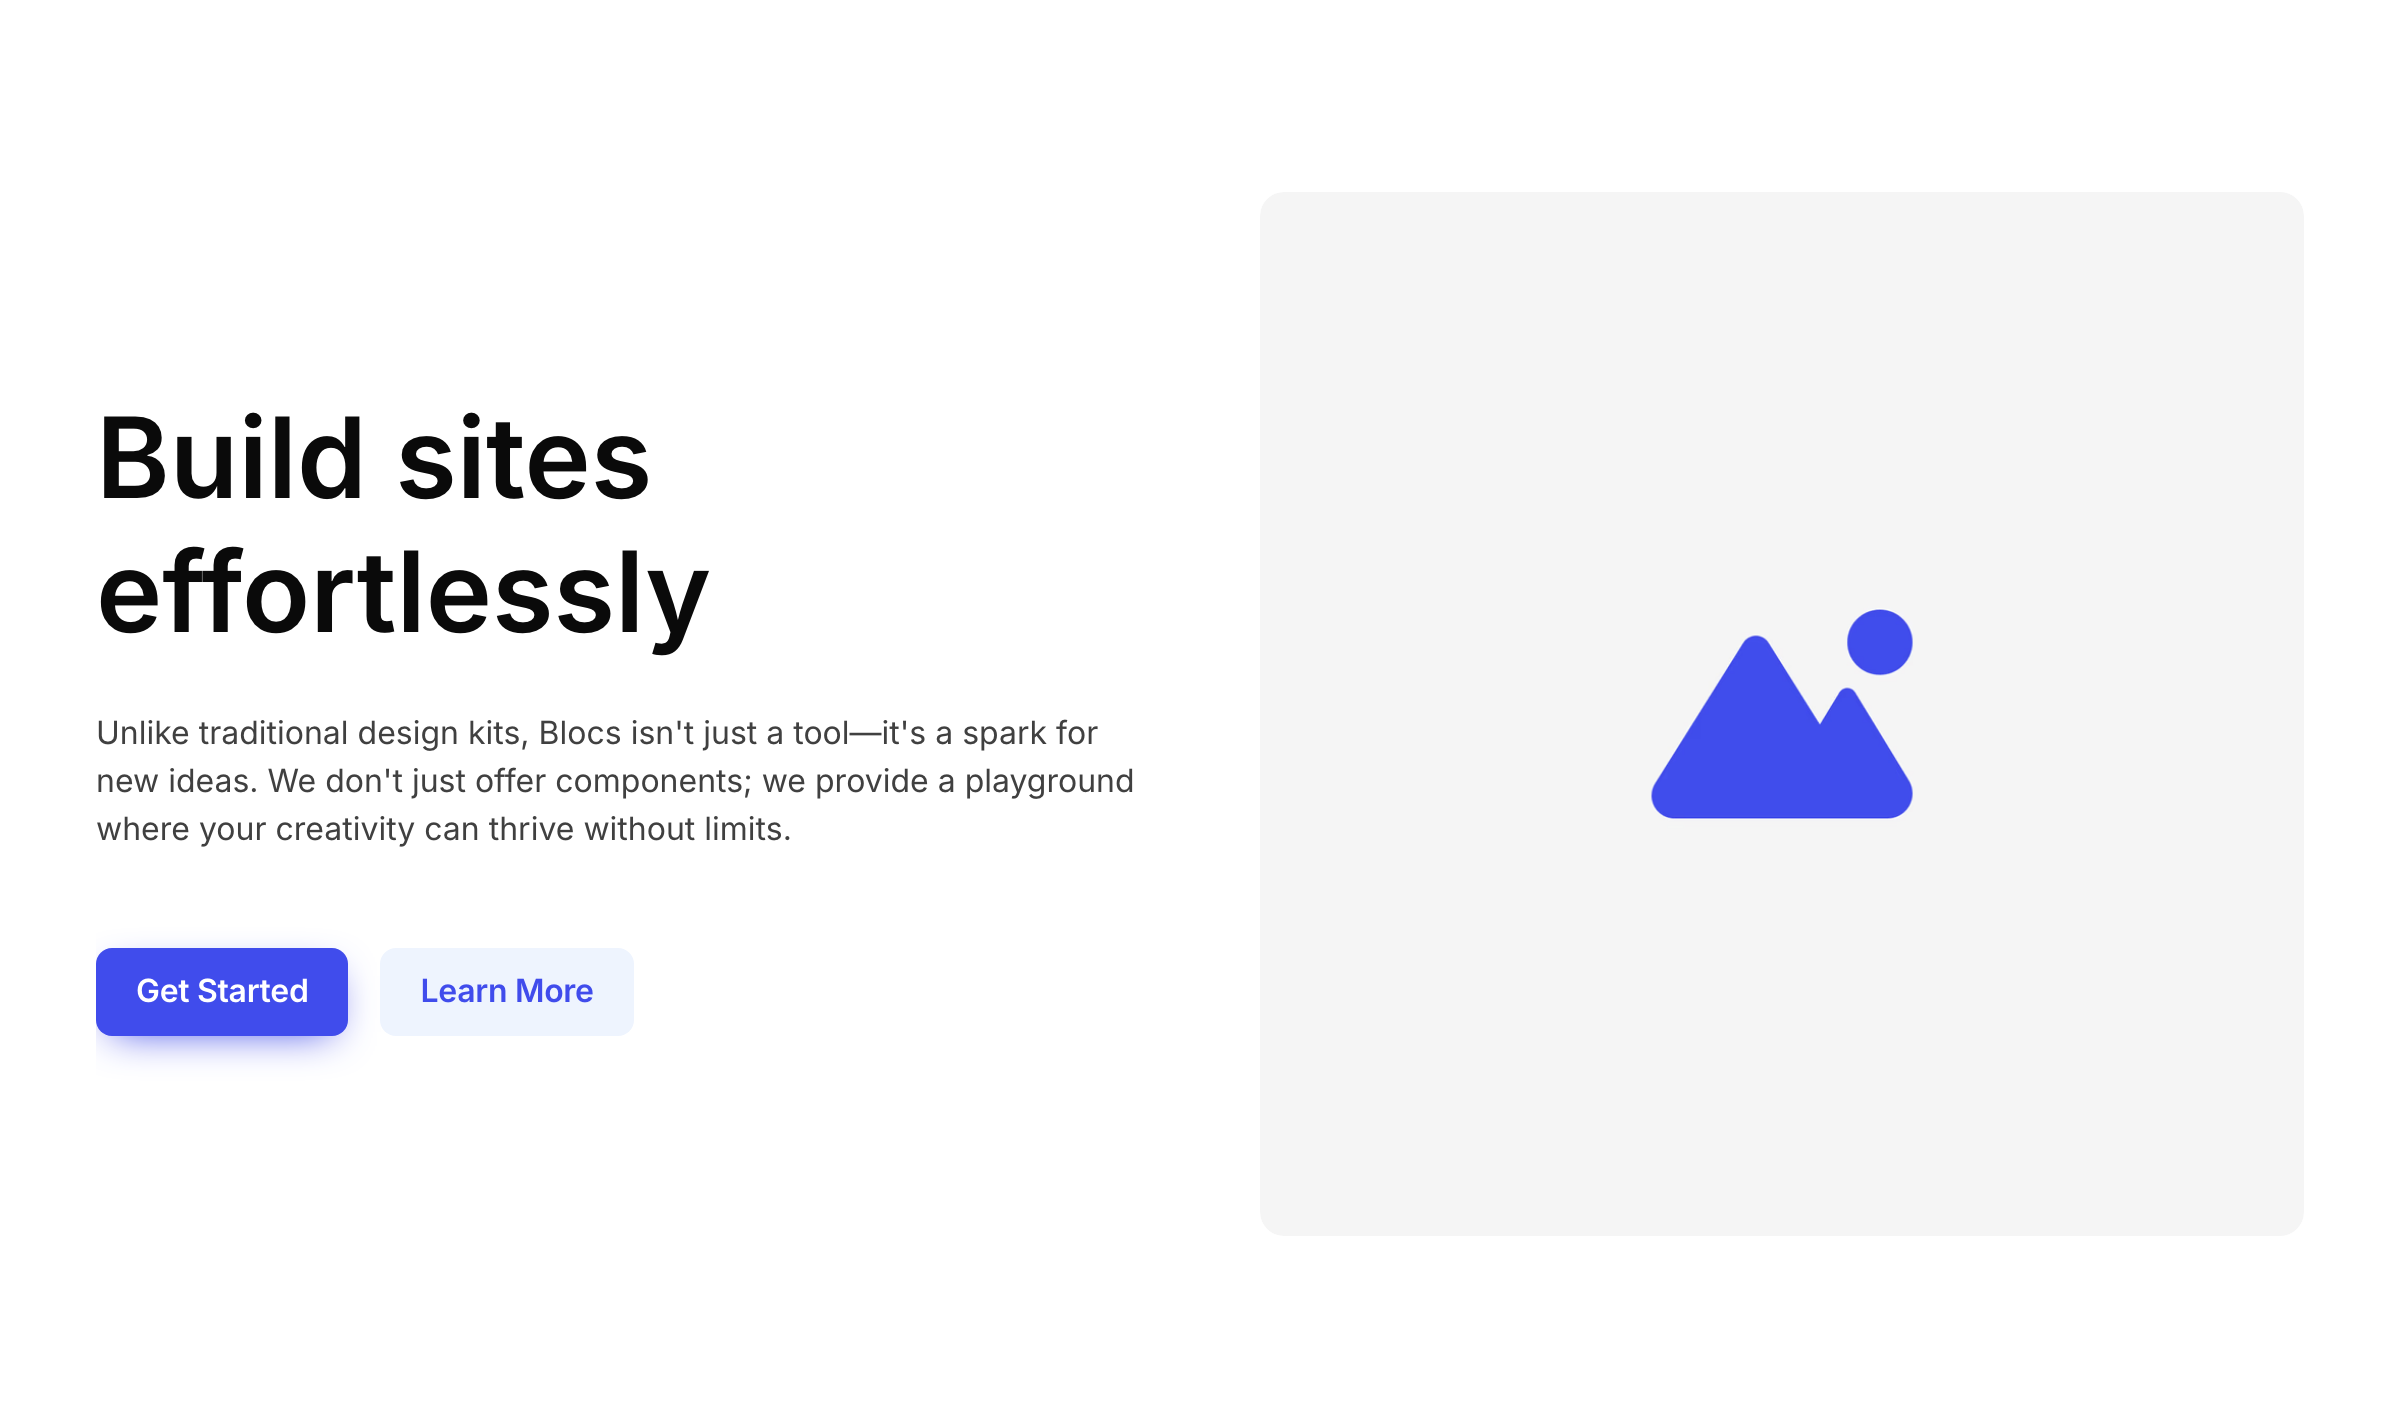 Build sites
effortlessly
Unlike traditional design kits, Blocs isn't just a tool—it's a spark for
new ideas. We don't just offer components; we provide a playground
where your creativity can thrive without limits.
Get Started
Learn More